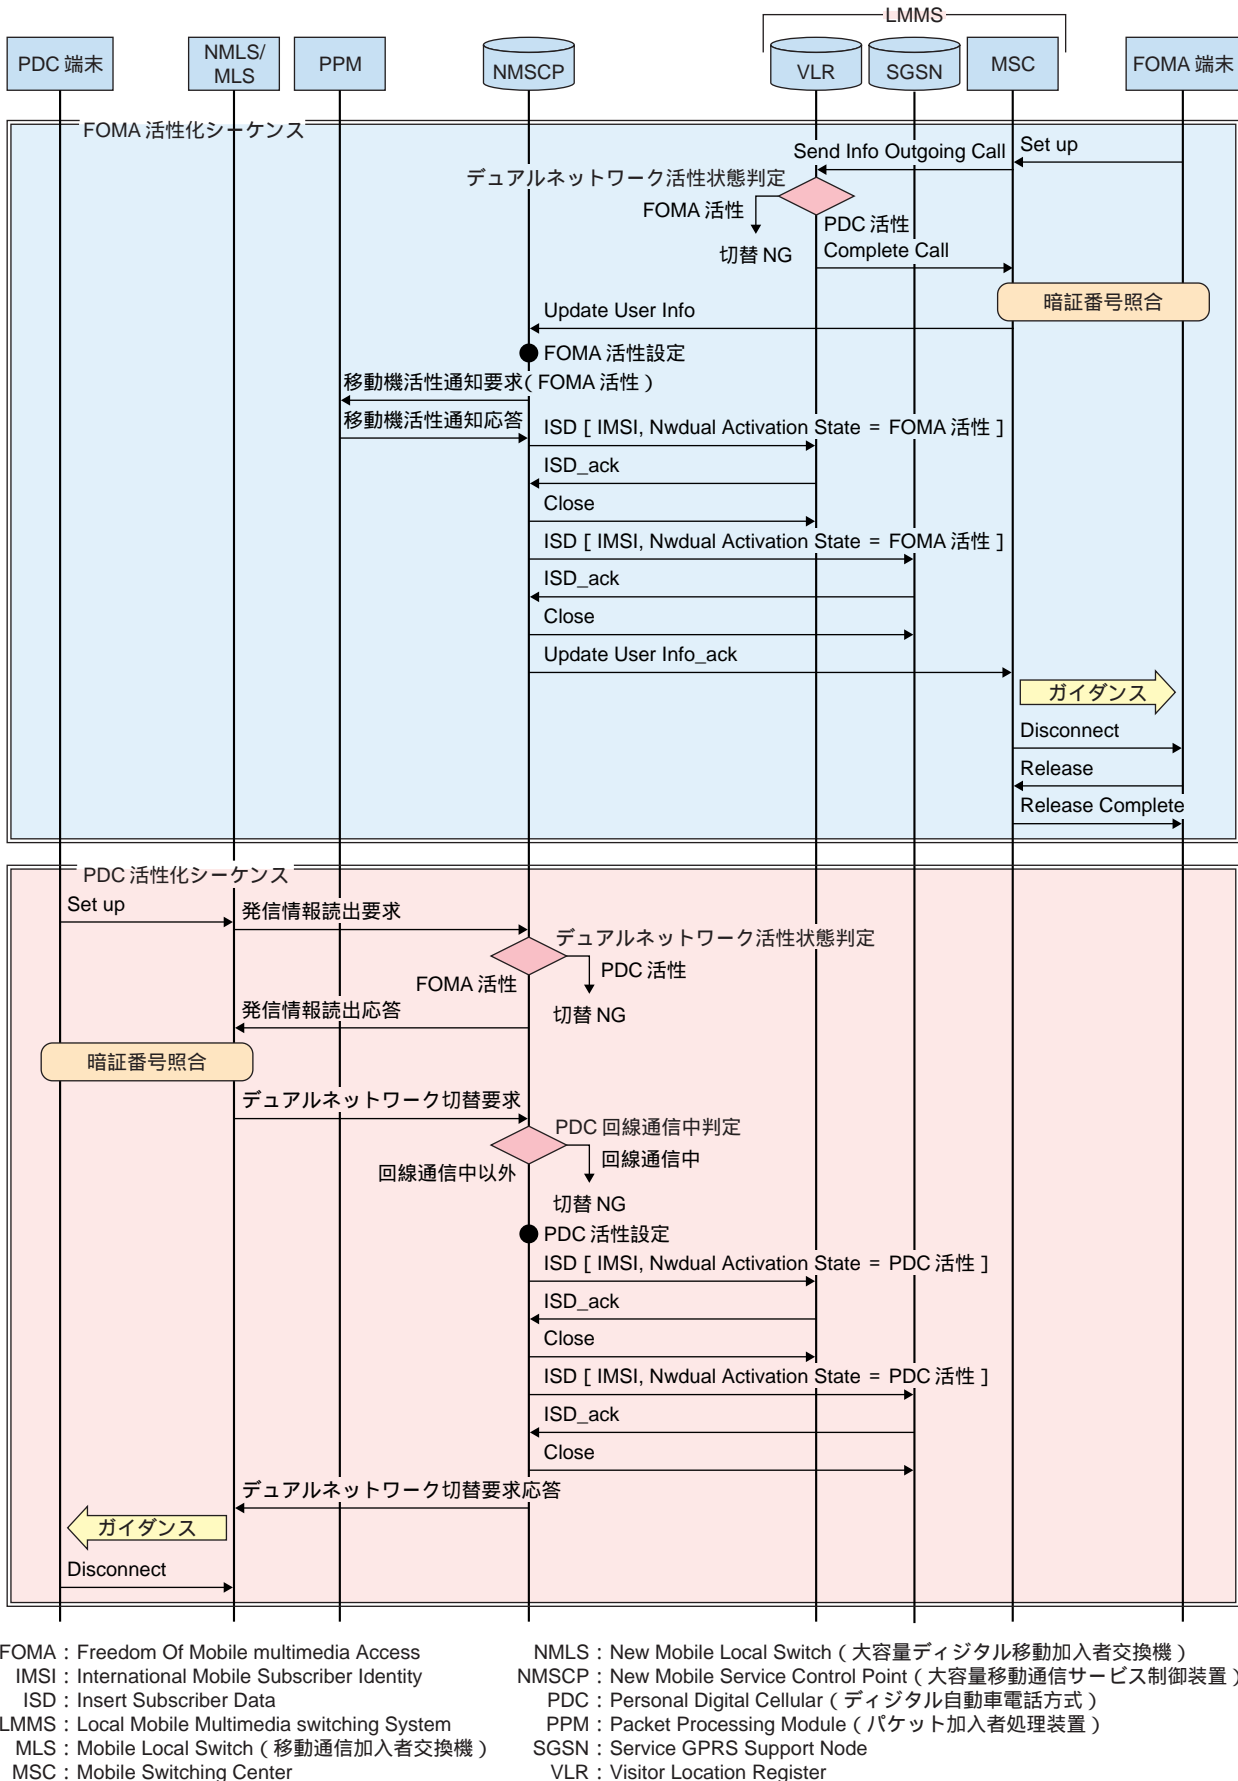 LMMS
PDC 端末
NMLS/
MLS
PPM
NMSCP
VLR
SGSN
MSC
FOMA 端末
FOMA 活性化シーケンス
Set up
Send Info Outgoing Call
デュアルネットワーク活性状態判定
FOMA 活性
PDC 活性
切替 NG
Complete Call
暗証番号照合
Update User Info
FOMA 活性設定
移動機活性通知要求( FOMA 活性 )
移動機活性通知応答
ISD [ IMSI, Nwdual Activation State = FOMA 活性 ]
ISD_ack
Close
ISD [ IMSI, Nwdual Activation State = FOMA 活性 ]
ISD_ack
Close
Update User Info_ack
ガイダンス
Disconnect
Release
Release Complete
PDC 活性化シーケンス
Set up
発信情報読出要求
デュアルネットワーク活性状態判定
FOMA 活性
PDC 活性
発信情報読出応答
切替 NG
暗証番号照合
デュアルネットワーク切替要求
PDC 回線通信中判定
回線通信中以外
回線通信中
切替 NG
PDC 活性設定
ISD [ IMSI, Nwdual Activation State = PDC 活性 ]
ISD_ack
Close
ISD [ IMSI, Nwdual Activation State = PDC 活性 ]
ISD_ack
Close
デュアルネットワーク切替要求応答
ガイダンス
Disconnect
FOMA：Freedom Of Mobile multimedia Access
IMSI：International Mobile Subscriber Identity
ISD：Insert Subscriber Data
LMMS：Local Mobile Multimedia switching System
MLS：Mobile Local Switch（移動通信加入者交換機）
MSC：Mobile Switching Center
NMLS：New Mobile Local Switch（大容量ディジタル移動加入者交換機）
NMSCP：New Mobile Service Control Point（大容量移動通信サービス制御装置）
PDC：Personal Digital Cellular（ディジタル自動車電話方式）
PPM：Packet Processing Module（パケット加入者処理装置）
SGSN：Service GPRS Support Node
VLR：Visitor Location Register